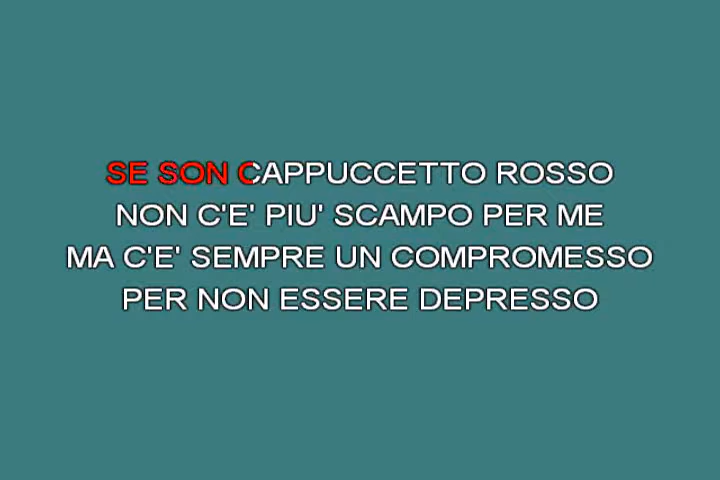 SE SON CAPPUCCETTO ROSSO
NON C'E' PIU' SCAMPO PER ME
MA C'E' SEMPRE UN COMPROMESSO
PER NON ESSERE DEPRESSO